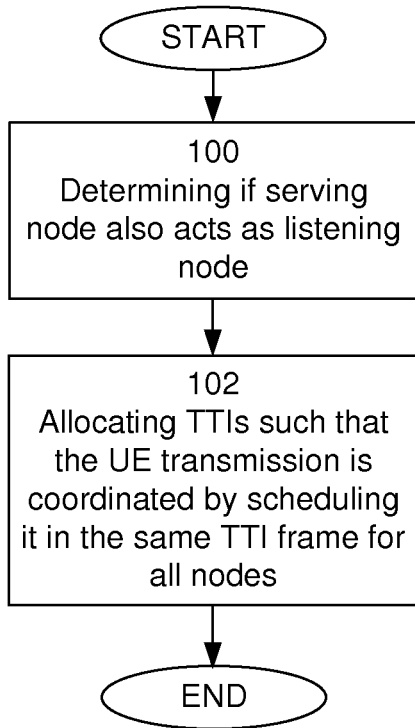 START
100
Determining if serving
node also acts as listening
node
102
Allocating TTIs such that
the UE transmission is
coordinated by scheduling
it in the same TTI frame for
all nodes
END